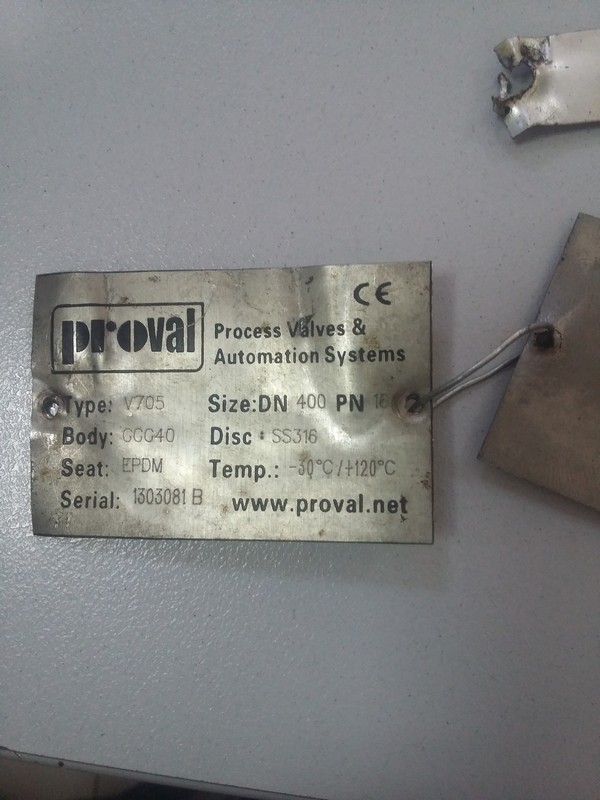 CE
proval
Process Valves &
Automation Systems
Type: V705 Size:DN 400 PN 16
Body: GGG40 Disc : SS316
Seat: EPDM Temp.: -30°C/+120°C
Serial: 1303081 B www.proval.net